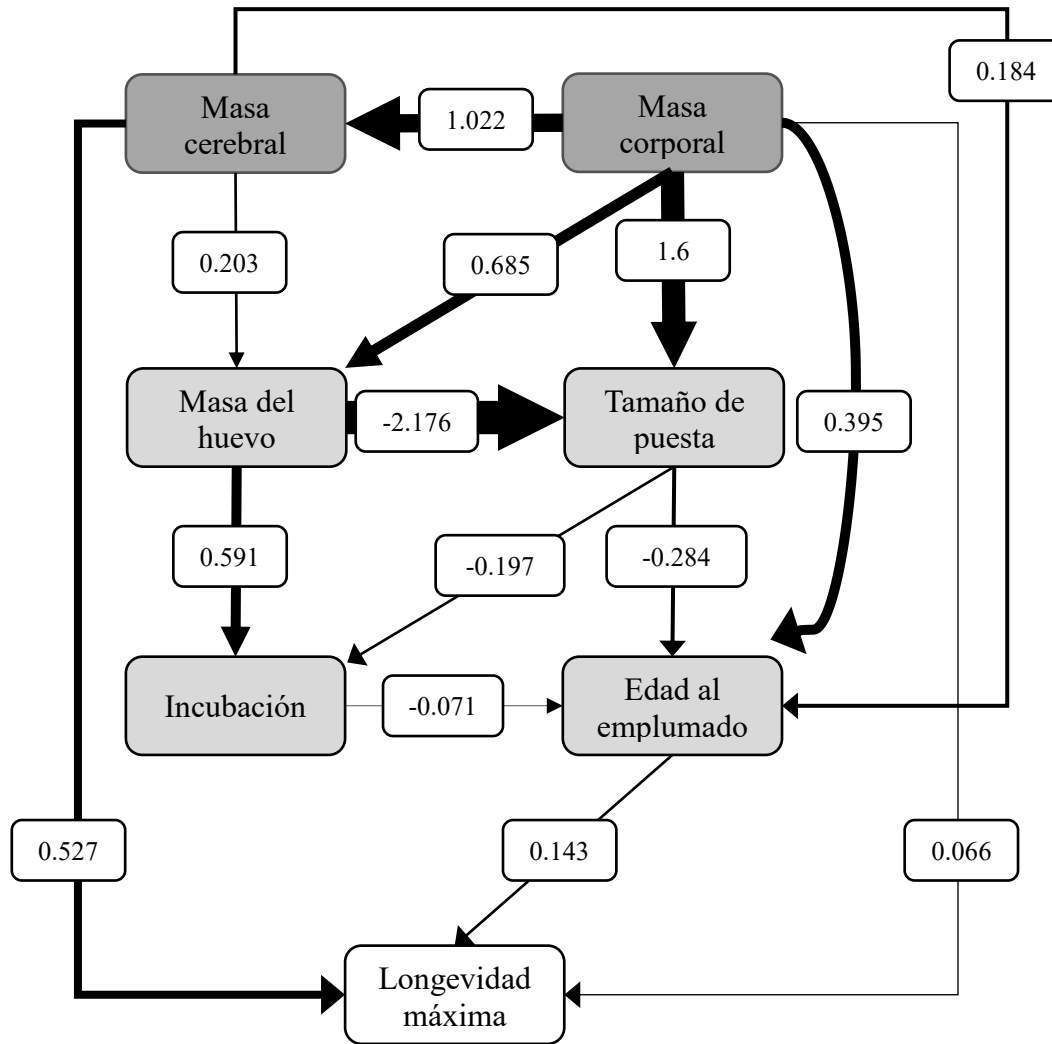 0.184
Masa
cerebral
1.022
Masa
corporal
0.203
0.685
1.6
Masa del
huevo
-2.176
Tamaño de
puesta
0.395
0.591
-0.197
-0.284
Incubación
-0.071
Edad al
emplumado
0.527
0.143
0.066
Longevidad
máxima